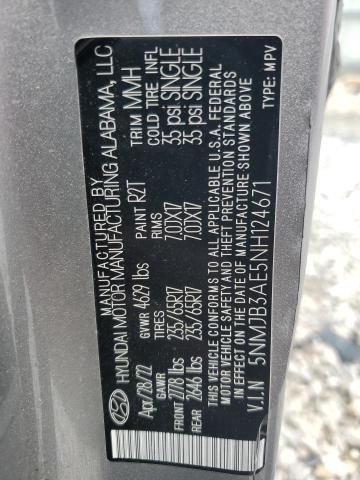 MANUFACTURED BY
HYUNDAI MOTOR MANUFACTURING ALABAMA, LLC
Apr/28/22 GVWR 4629 lbs PAINT R2T TRIM MMH
GAWR TIRES RIMS COLD TIRE INFL
FRONT 2278 lbs 235/65R17 7.0JX17 35 psi SINGLE
REAR 2646 lbs 235/65R17 7.0JX17 35 psi SINGLE
THIS VEHICLE CONFORMS TO ALL APPLICABLE U.S.A. FEDERAL
MOTOR VEHICLE SAFETY AND THEFT PREVENTION STANDARDS
IN EFFECT ON THE DATE OF MANUFACTURE SHOWN ABOVE
V.I.N 5NMJB3AE5NH124671 TYPE: MPV